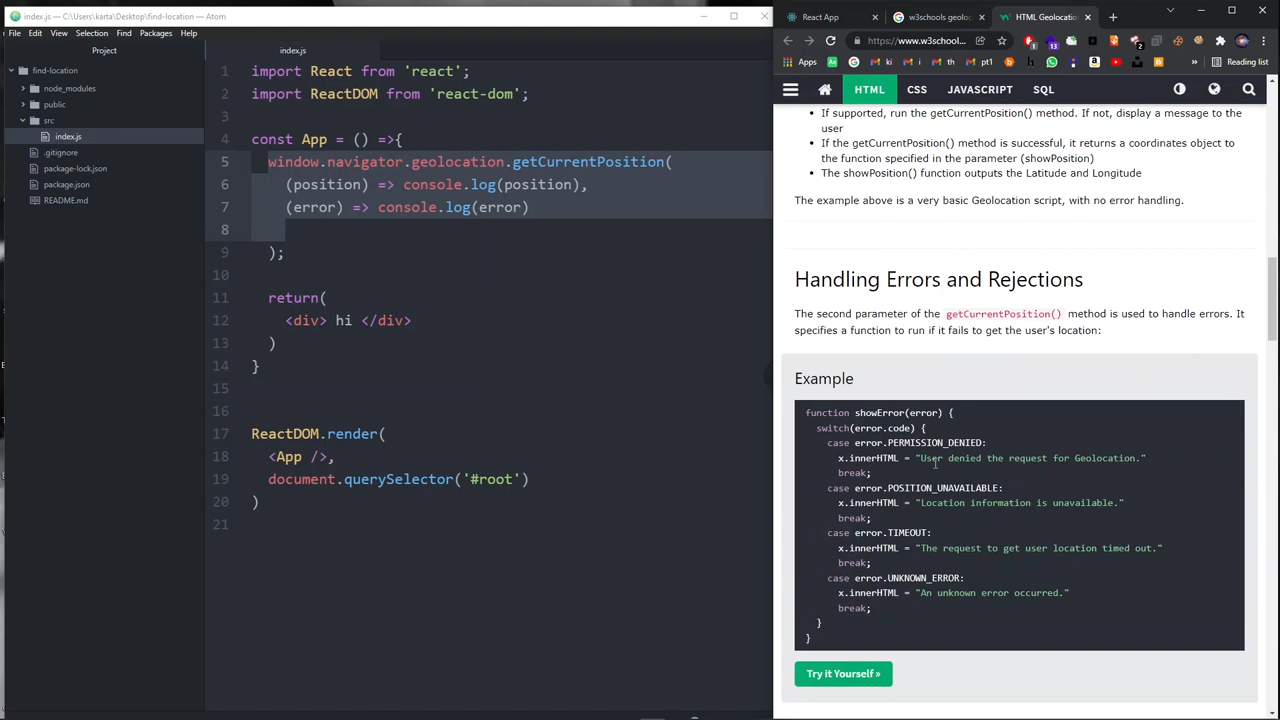 index.js — C:\Users\karta\Desktop\find-location — Atom
File Edit View Selection Find Packages Help
Project
find-location
node_modules
public
src
index.js
.gitignore
package-lock.json
package.json
README.md
index.js
1 import React from 'react';
2 import ReactDOM from 'react-dom';
3
4 const App = () =>{
5 window.navigator.geolocation.getCurrentPosition(
6 (position) => console.log(position),
7 (error) => console.log(error)
8
9 );
10
11 return(
12 <div> hi </div>
13 )
14 }
15
16
17 ReactDOM.render(
18 <App />,
19 document.querySelector('#root')
20 )
21
React App
w3schools geolo
HTML Geolocation
https://www.w3school...
1 13 2
Apps
M ki
M i
M ki
M pt1
Reading list
HTML CSS JAVASCRIPT SQL
If supported, run the getCurrentPosition() method. If not, display a message to the
user
If the getCurrentPosition() method is successful, it returns a coordinates object to
the function specified in the parameter (showPosition)
The showPosition() function outputs the Latitude and Longitude
The example above is a very basic Geolocation script, with no error handling.
Handling Errors and Rejections
The second parameter of the getCurrentPosition() method is used to handle errors. It
specifies a function to run if it fails to get the user's location:
Example
function showError(error) {
switch(error.code) {
case error.PERMISSION_DENIED:
x.innerHTML = "User denied the request for Geolocation."
break;
case error.POSITION_UNAVAILABLE:
x.innerHTML = "Location information is unavailable."
break;
case error.TIMEOUT:
x.innerHTML = "The request to get user location timed out."
break;
case error.UNKNOWN_ERROR:
x.innerHTML = "An unknown error occurred."
break;
}
}
Try it Yourself »